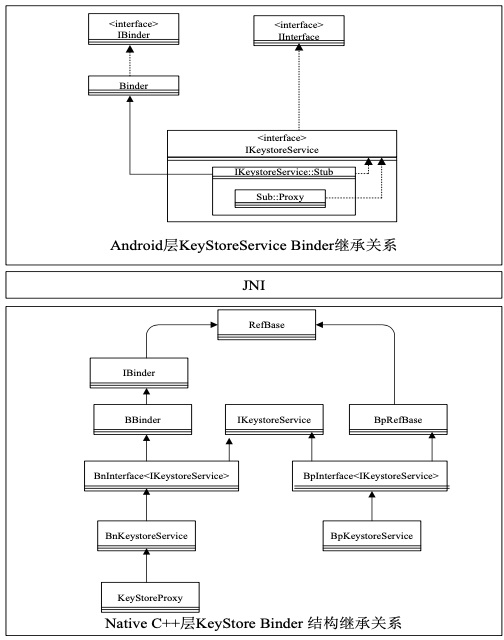 <interface>
IBinder
<interface>
IInterface
Binder
<interface>
IKeystoreService
IKeystoreService::Stub
Sub::Proxy
Android层KeyStoreService Binder继承关系
JNI
RefBase
IBinder
BBinder
IKeystoreService
BpRefBase
BnInterface<IKeystoreService>
BpInterface<IKeystoreService>
BnKeystoreService
BpKeystoreService
KeyStoreProxy
Native C++层KeyStore Binder 结构继承关系